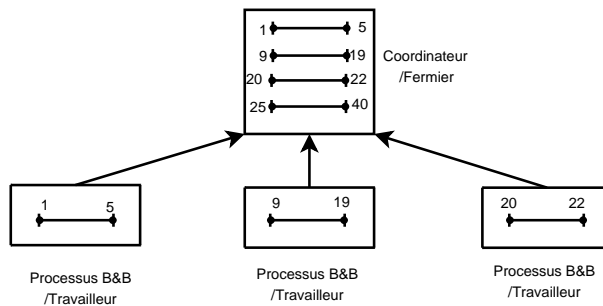 1 5
9 19
20 22
25 40
Coordinateur
/Fermier
1 5
9 19
20 22
Processus B&B
/Travailleur
Processus B&B
/Travailleur
Processus B&B
/Travailleur